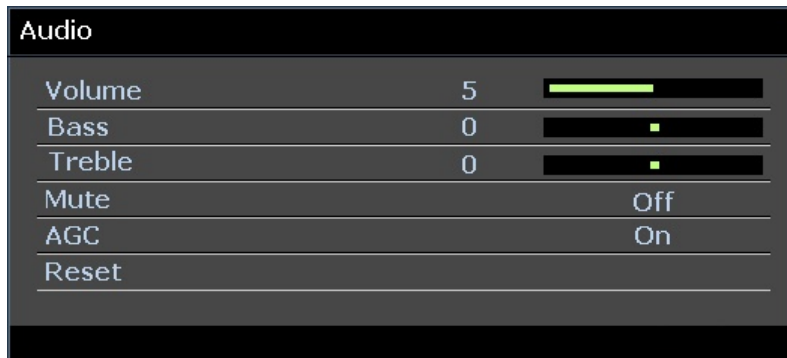 Audio
Volume 5
Bass 0
Treble 0
Mute Off
AGC On
Reset